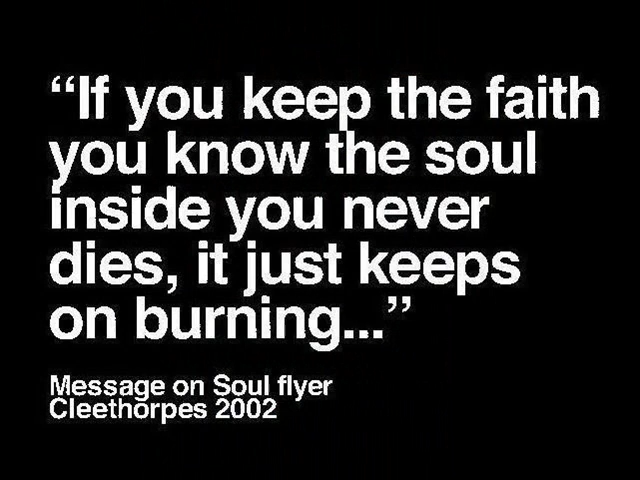 “If you keep the faith
you know the soul
inside you never
dies, it just keeps
on burning...”
Message on Soul flyer
Cleethorpes 2002